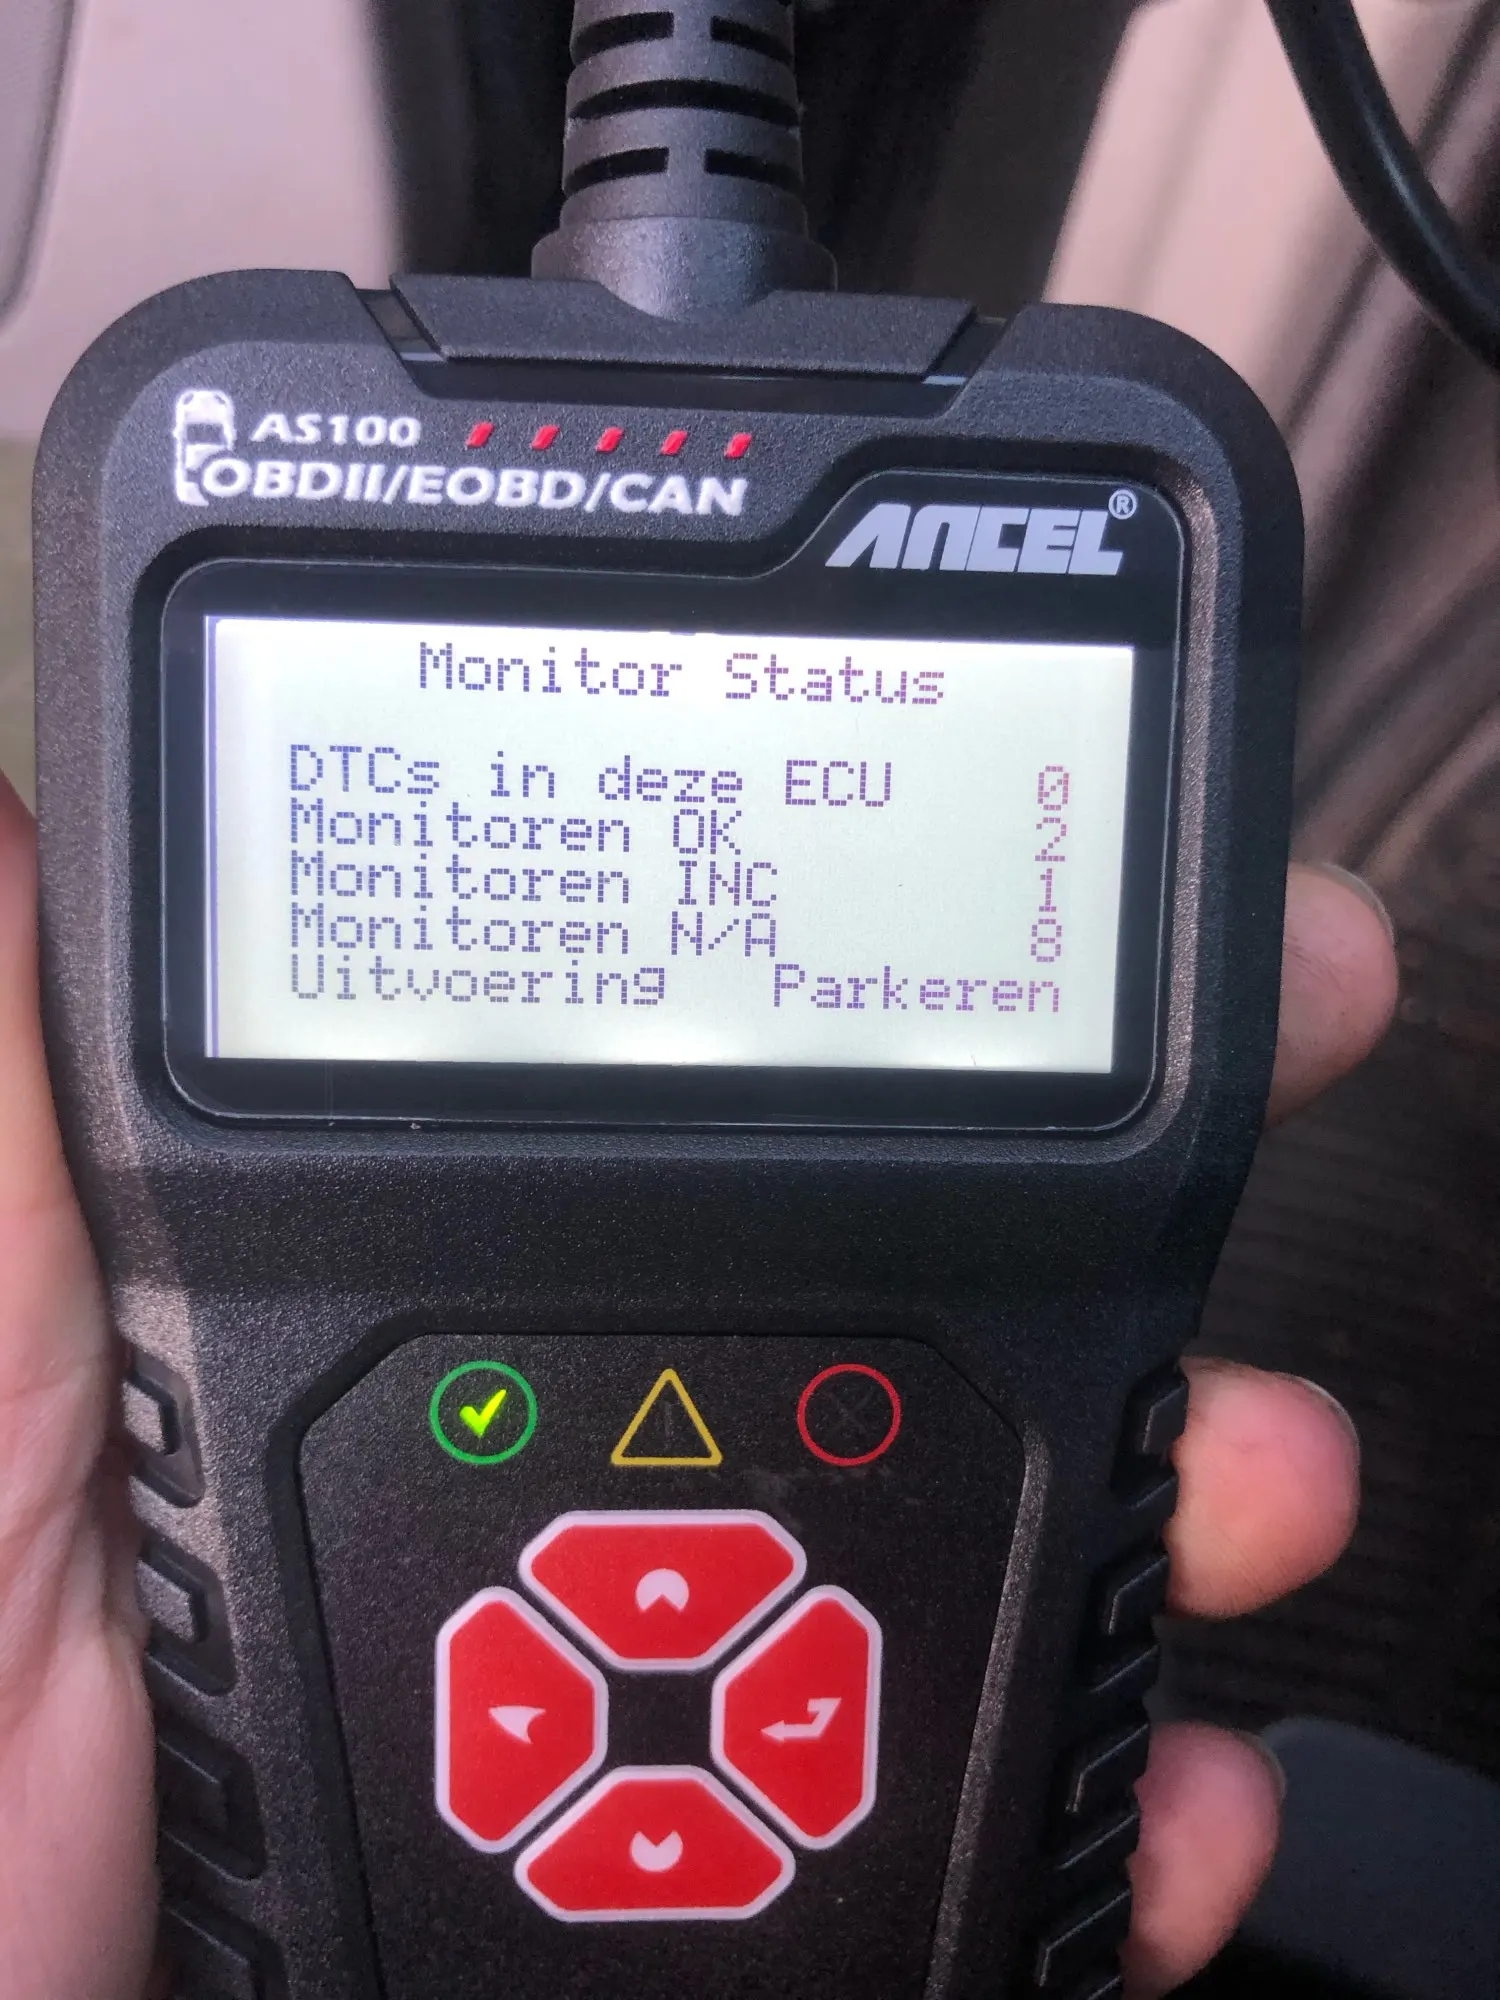 AS100
OBDII/EOBD/CAN
ANCEL®
Monitor Status
DTCs in deze ECU 0
Monitoren OK 2
Monitoren INC 1
Monitoren N/A 8
Uitvoering Parkeren